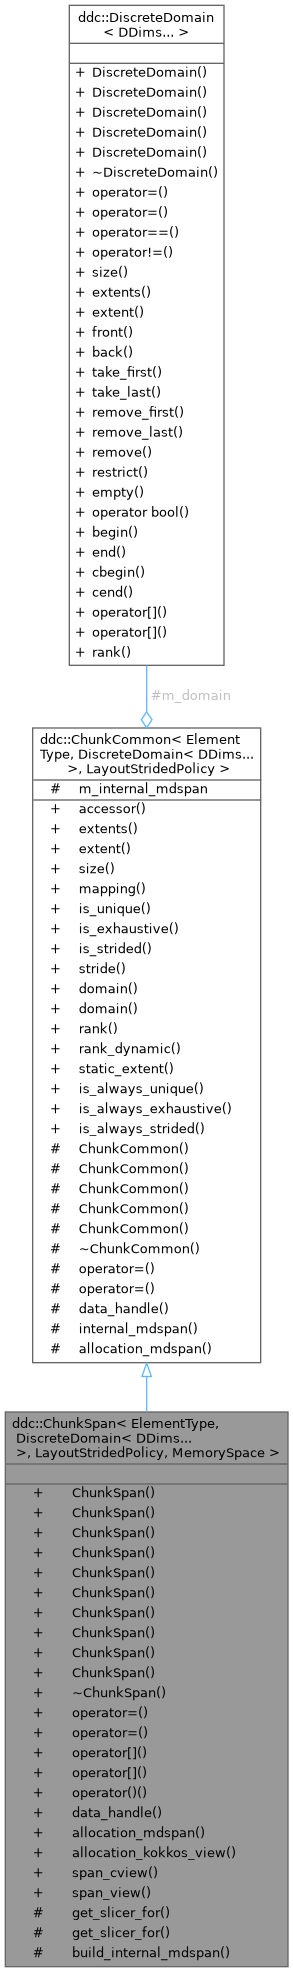 ddc::DiscreteDomain
< DDims... >
+ DiscreteDomain()
+ DiscreteDomain()
+ DiscreteDomain()
+ DiscreteDomain()
+ DiscreteDomain()
+ ~DiscreteDomain()
+ operator=()
+ operator=()
+ operator==()
+ operator!=()
+ size()
+ extents()
+ extent()
+ front()
+ back()
+ take_first()
+ take_last()
+ remove_first()
+ remove_last()
+ remove()
+ restrict()
+ empty()
+ operator bool()
+ begin()
+ end()
+ cbegin()
+ cend()
+ operator[]()
+ operator[]()
+ rank()
#m_domain
ddc::ChunkCommon< Element
Type, DiscreteDomain< DDims...
>, LayoutStridedPolicy >
# m_internal_mdspan
+ accessor()
+ extents()
+ extent()
+ size()
+ mapping()
+ is_unique()
+ is_exhaustive()
+ is_strided()
+ stride()
+ domain()
+ domain()
+ rank()
+ rank_dynamic()
+ static_extent()
+ is_always_unique()
+ is_always_exhaustive()
+ is_always_strided()
# ChunkCommon()
# ChunkCommon()
# ChunkCommon()
# ChunkCommon()
# ChunkCommon()
# ~ChunkCommon()
# operator=()
# operator=()
# data_handle()
# internal_mdspan()
# allocation_mdspan()
ddc::ChunkSpan< ElementType,
DiscreteDomain< DDims...
>, LayoutStridedPolicy, MemorySpace >
+ ChunkSpan()
+ ChunkSpan()
+ ChunkSpan()
+ ChunkSpan()
+ ChunkSpan()
+ ChunkSpan()
+ ChunkSpan()
+ ChunkSpan()
+ ChunkSpan()
+ ChunkSpan()
+ ~ChunkSpan()
+ operator=()
+ operator=()
+ operator[]()
+ operator[]()
+ operator()()
+ data_handle()
+ allocation_mdspan()
+ allocation_kokkos_view()
+ span_cview()
+ span_view()
# get_slicer_for()
# get_slicer_for()
# build_internal_mdspan()